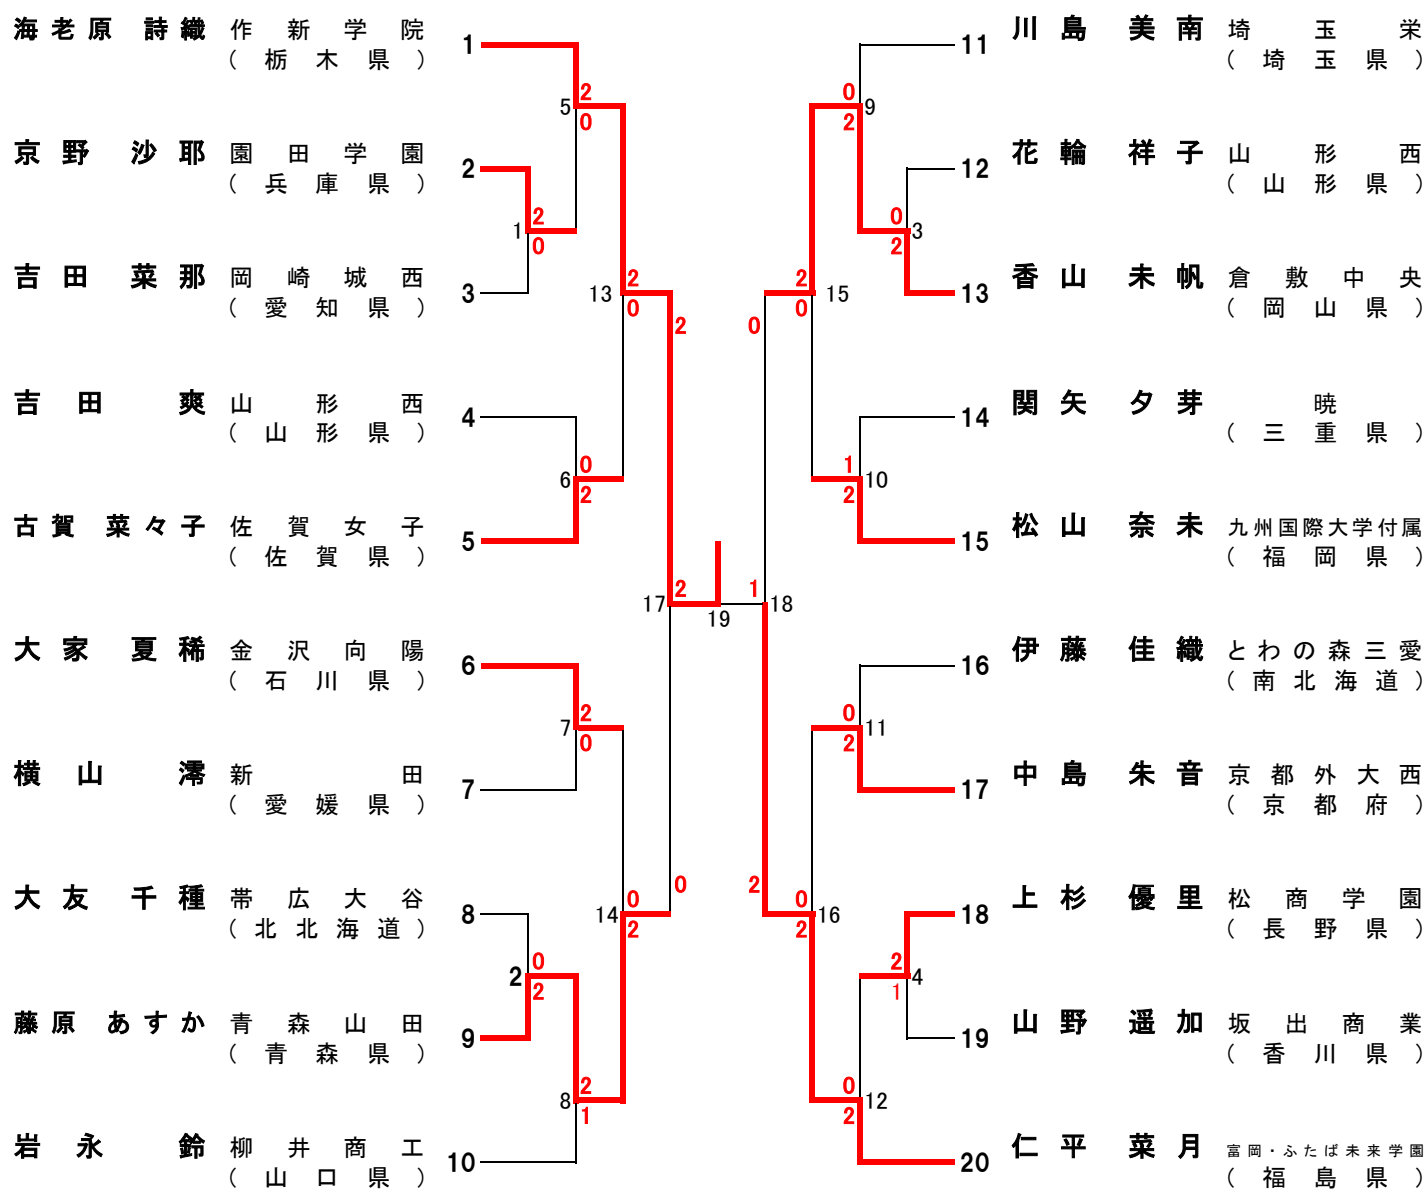 海老原 詩織 作新学院 1
(栃木県)
5 2
0
京野 沙耶 園田学園 2
(兵庫県)
1 2
0
吉田 菜那 岡崎城西 3
(愛知県)
13 2
0
2
吉田 爽 山形西 4
(山形県)
6 0
2
古賀 菜々子 佐賀女子 5
(佐賀県)
17 2
19
1 18
大家 夏稀 金沢向陽 6
(石川県)
7 2
0
横山 澪 新田 7
(愛媛県)
大友 千種 帯広大谷 8
(北北海道)
14 0
2
0
2 0
2
藤原 あすか 青森山田 9
(青森県)
8 2
1
岩永 鈴 柳井商工 10
(山口県)
11 川島 美南 埼玉栄
(埼玉県)
0 9
2
12 花輪 祥子 山形西
(山形県)
0 3
2
13 香山 未帆 倉敷中央
(岡山県)
2 15
0
0
14 関矢 夕芽 暁
(三重県)
1 10
2
15 松山 奈未 九州国際大学付属
(福岡県)
16 伊藤 佳織 とわの森三愛
(南北海道)
0 11
2
17 中島 朱音 京都外大西
(京都府)
2
0 16
2
18 上杉 優里 松商学園
(長野県)
2 4
1
19 山野 遥加 坂出商業
(香川県)
0 12
2
20 仁平 菜月 富岡・ふたば未来学園
(福島県)